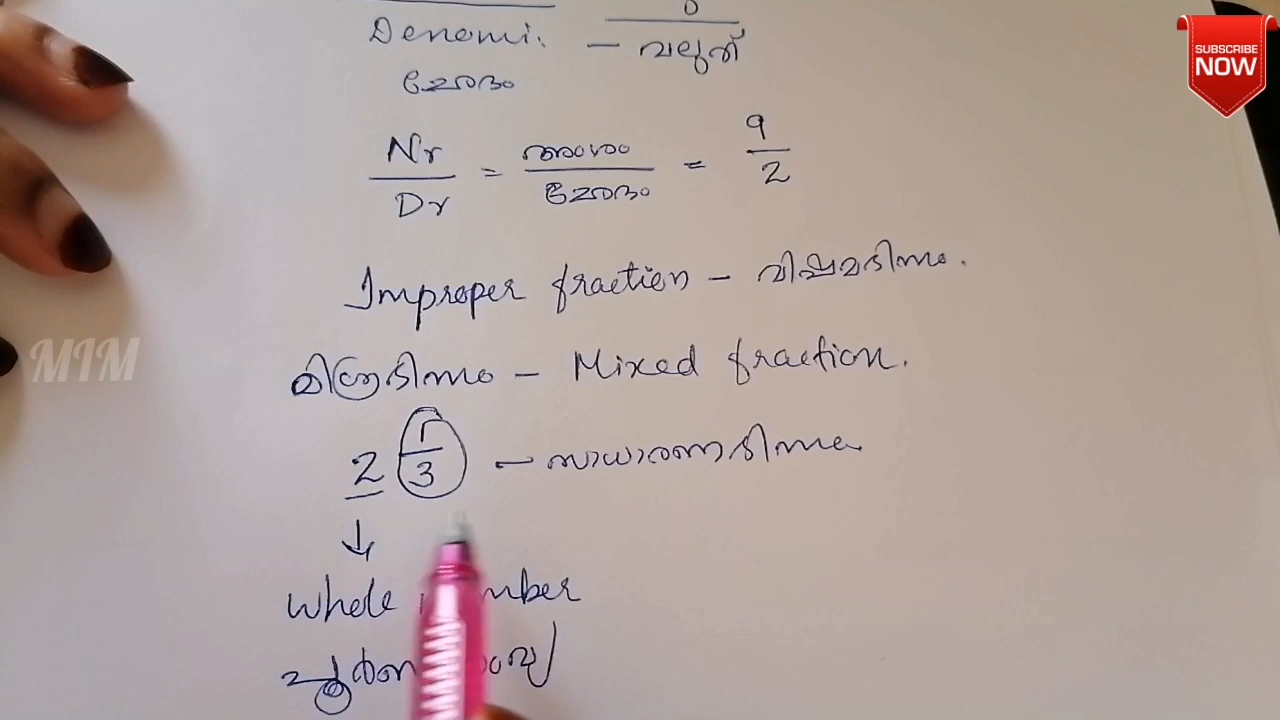 Denomi. — വലുത്
ഛേദം
Nr/Dr = അംശം/ഛേദം = 9/2
Improper fraction – വിഷമഭിന്നം.
മിശ്രഭിന്നം – Mixed fraction.
2 1/3 – സാധാരണഭിന്നം
↓
Whole
SUBSCRIBE
NOW
MIM